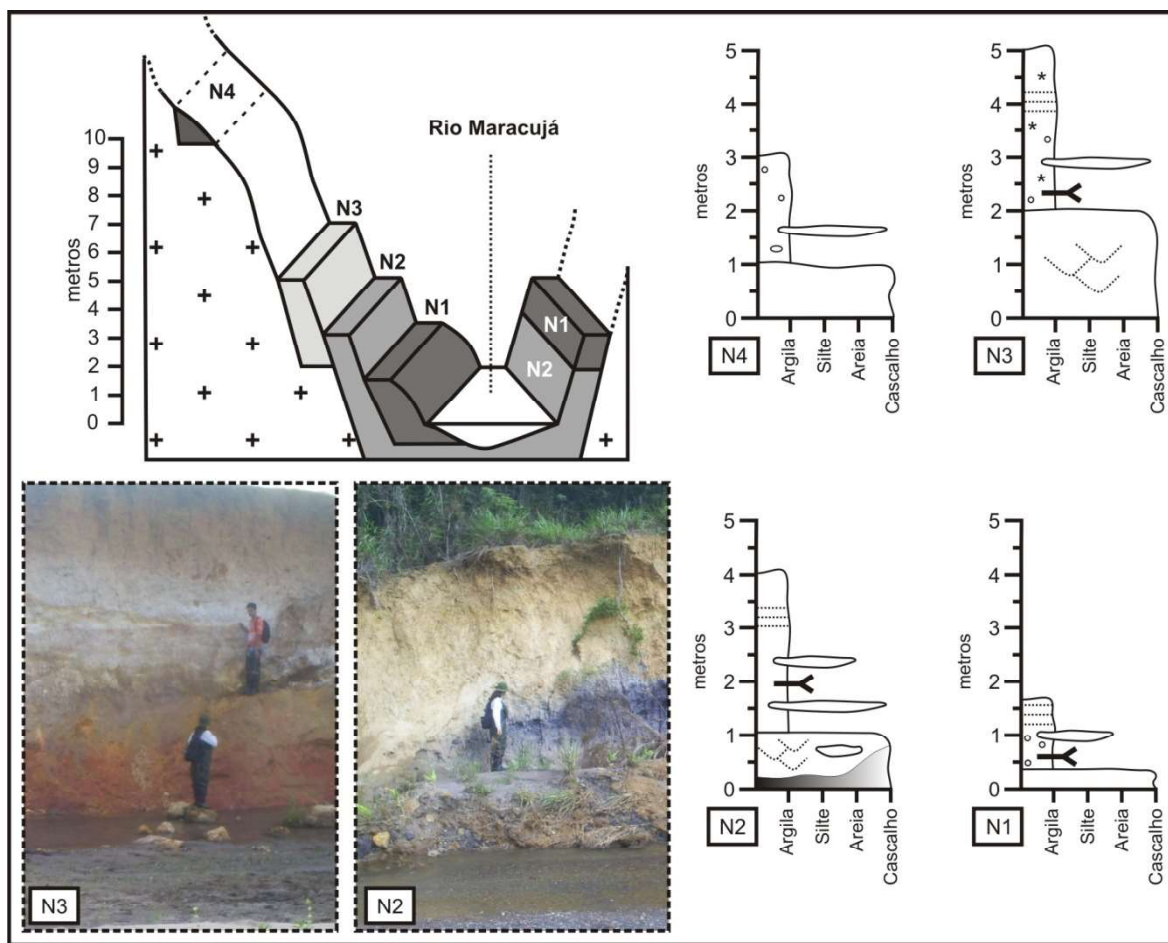 N4
Rio Maracujá
metros
10
9
8
7
6
5
4
3
2
1
0
N3
N2
N1
N1
N2
metros
5
4
3
2
1
0
Argila
Silte
Areia
Cascalho
N4
metros
5
4
3
2
1
0
Argila
Silte
Areia
Cascalho
N3
N3
N2
metros
5
4
3
2
1
0
Argila
Silte
Areia
Cascalho
N2
metros
5
4
3
2
1
0
Argila
Silte
Areia
Cascalho
N1